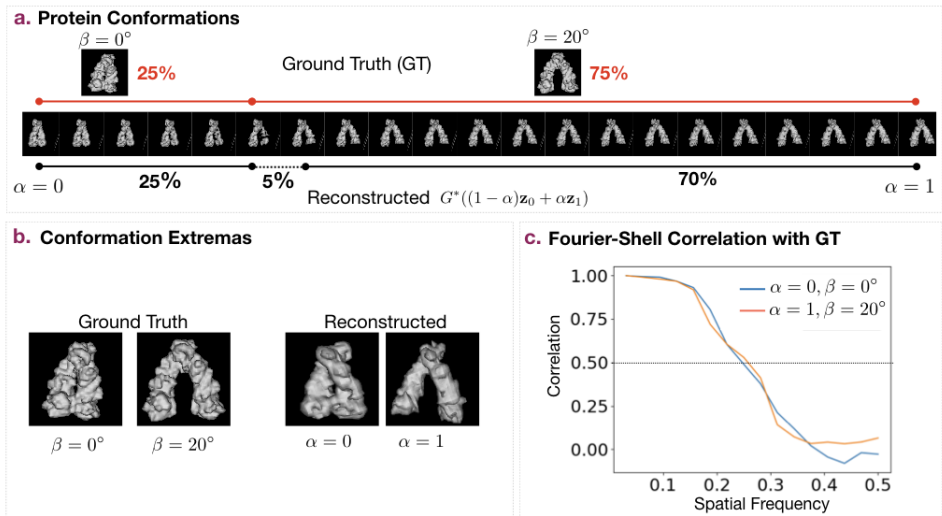 a. Protein Conformations
β = 0°
25%
Ground Truth (GT)
β = 20°
75%
α = 0
25%
5%
70%
α = 1
Reconstructed G*((1 − α)z₀ + αz₁)
b. Conformation Extremas
Ground Truth
Reconstructed
β = 0°
β = 20°
α = 0
α = 1
c. Fourier-Shell Correlation with GT
α = 0, β = 0°
α = 1, β = 20°
Correlation
1.00
0.75
0.50
0.25
0.00
0.1 0.2 0.3 0.4 0.5
Spatial Frequency